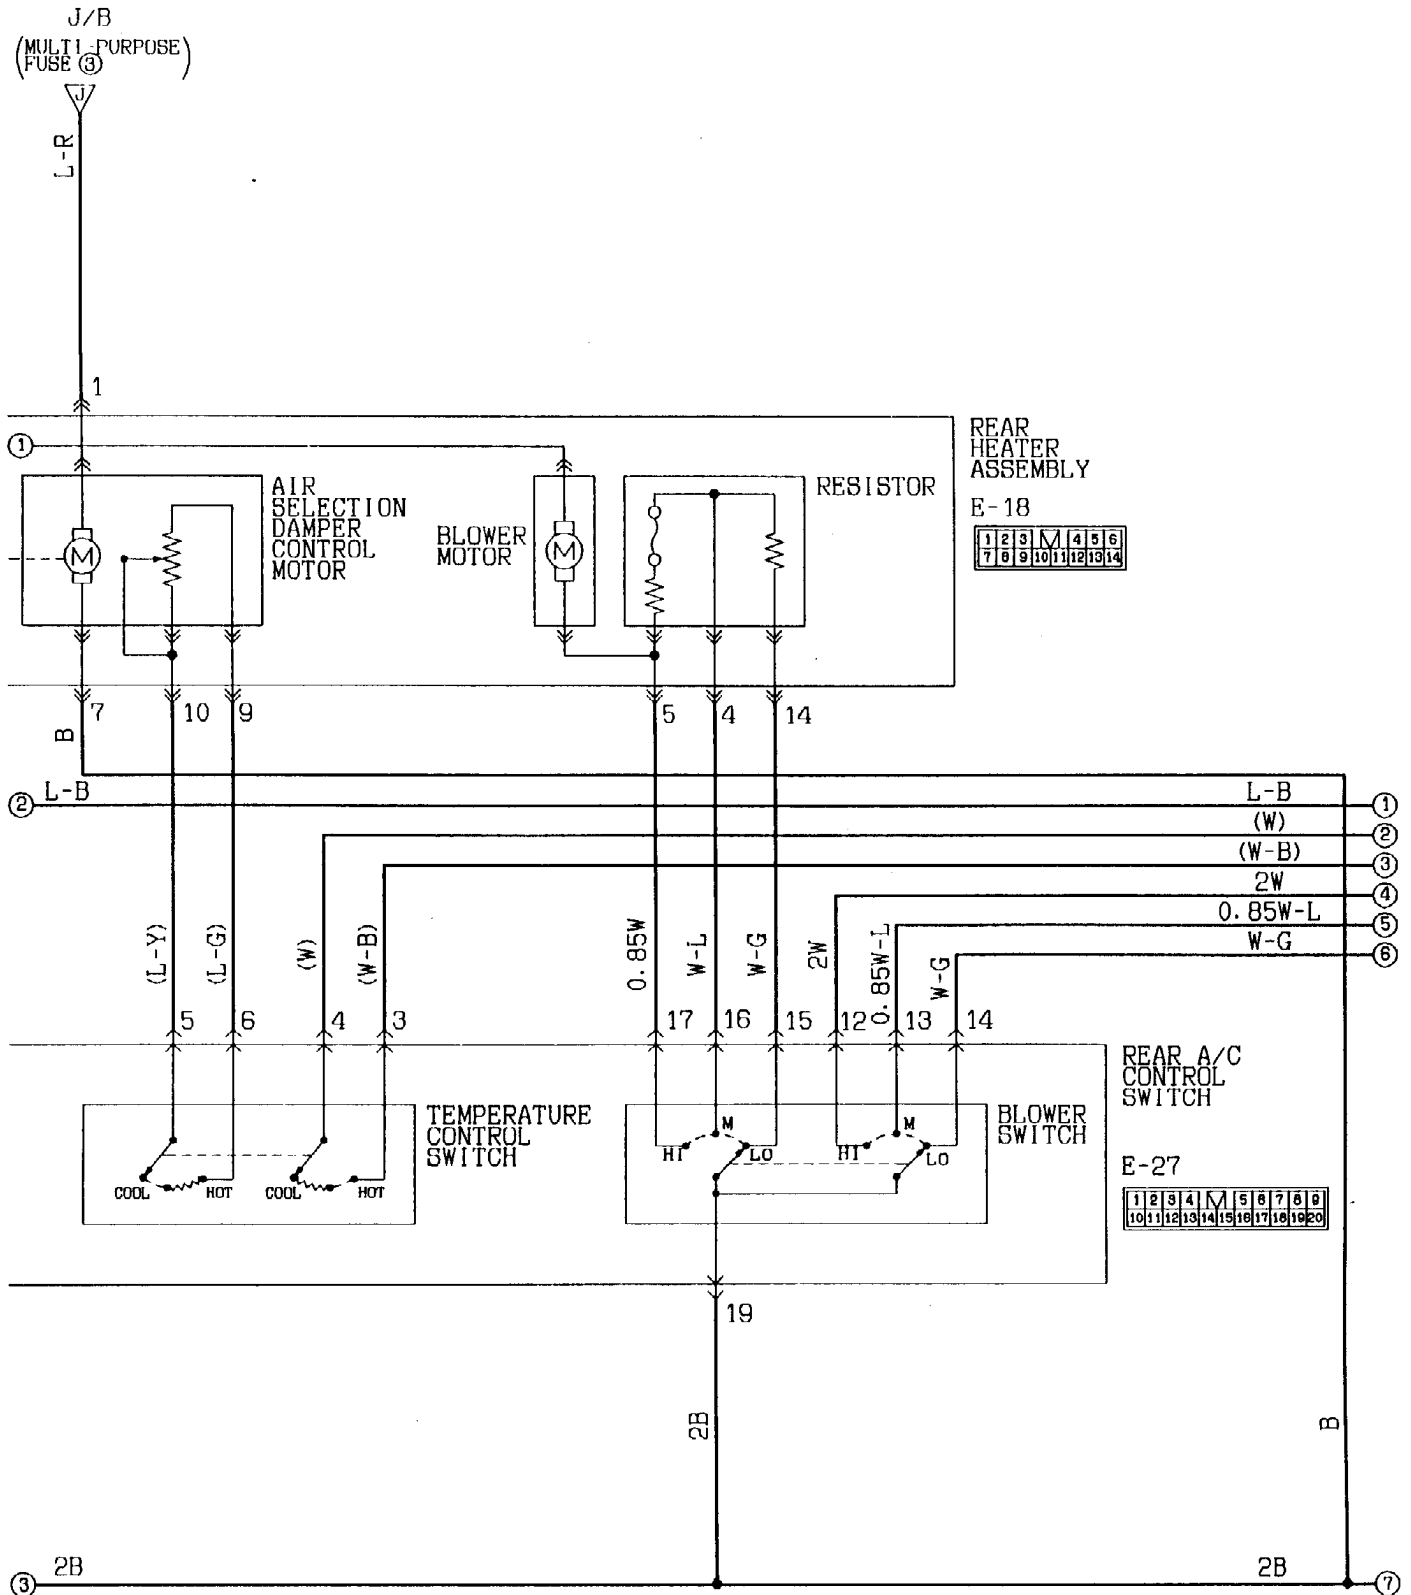 J/B
(MULTI-PURPOSE
FUSE ③)
J
L-R
1
①
AIR
SELECTION
DAMPER
CONTROL
MOTOR
M
BLOWER
MOTOR
M
RESISTOR
REAR
HEATER
ASSEMBLY
E-18
1 2 3 4 5 6
7 8 9 10 11 12 13 14
7 10 9 5 4 14
B
② L-B L-B ①
(W) ②
(W-B) ③
2W ④
0.85W-L ⑤
W-G ⑥
(L-Y) (L-G) (W) (W-B) 0.85W W-L W-G 2W 0.85W-L W-G
5 6 4 3 17 16 15 12 13 14
REAR A/C
CONTROL
SWITCH
TEMPERATURE
CONTROL
SWITCH
COOL HOT COOL HOT
BLOWER
SWITCH
HI M LO HI M LO
E-27
1 2 3 4 5 6 7 8 9
10 11 12 13 14 15 16 17 18 19 20
19
2B
B
③ 2B 2B ⑦